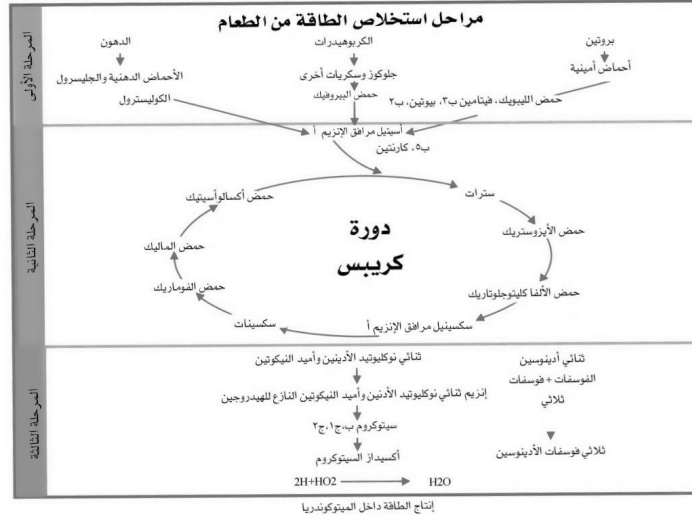 مراحل استخلاص الطاقة من الطعام
المرحلة الأولى
بروتين
الكربوهيدرات
الدهون
أحماض أمينية
جلوكوز وسكريات أخرى
الأحماض الدهنية والجليسرول
حمض البيروفيك
حمض الليبويك، فيتامين ب٣، بيوتين، ب٢
الكوليسترول
أسيتيل مرافق الإنزيم أ
ب٥، كارنتين
المرحلة الثانية
دورة
كريبس
سترات
حمض الأيزوستريك
حمض الألفا كليتوجلوتاريك
سكسينيل مرافق الإنزيم أ
سكسينات
حمض الفوماريك
حمض الماليك
حمض أكسالوأسيتيك
المرحلة الثالثة
ثنائي أدينوسين
الفوسفات + فوسفات
ثلاثي
ثلاثي فوسفات الأدينوسين
ثنائي نوكليوتيد الأدينين وأميد النيكوتين
إنزيم ثنائي نوكليوتيد الأدنين وأميد النيكوتين النازع للهيدروجين
سيتوكروم ب،ج١،ج٢
أكسيداز السيتوكروم
2H+HO2 H2O
إنتاج الطاقة داخل الميتوكوندريا